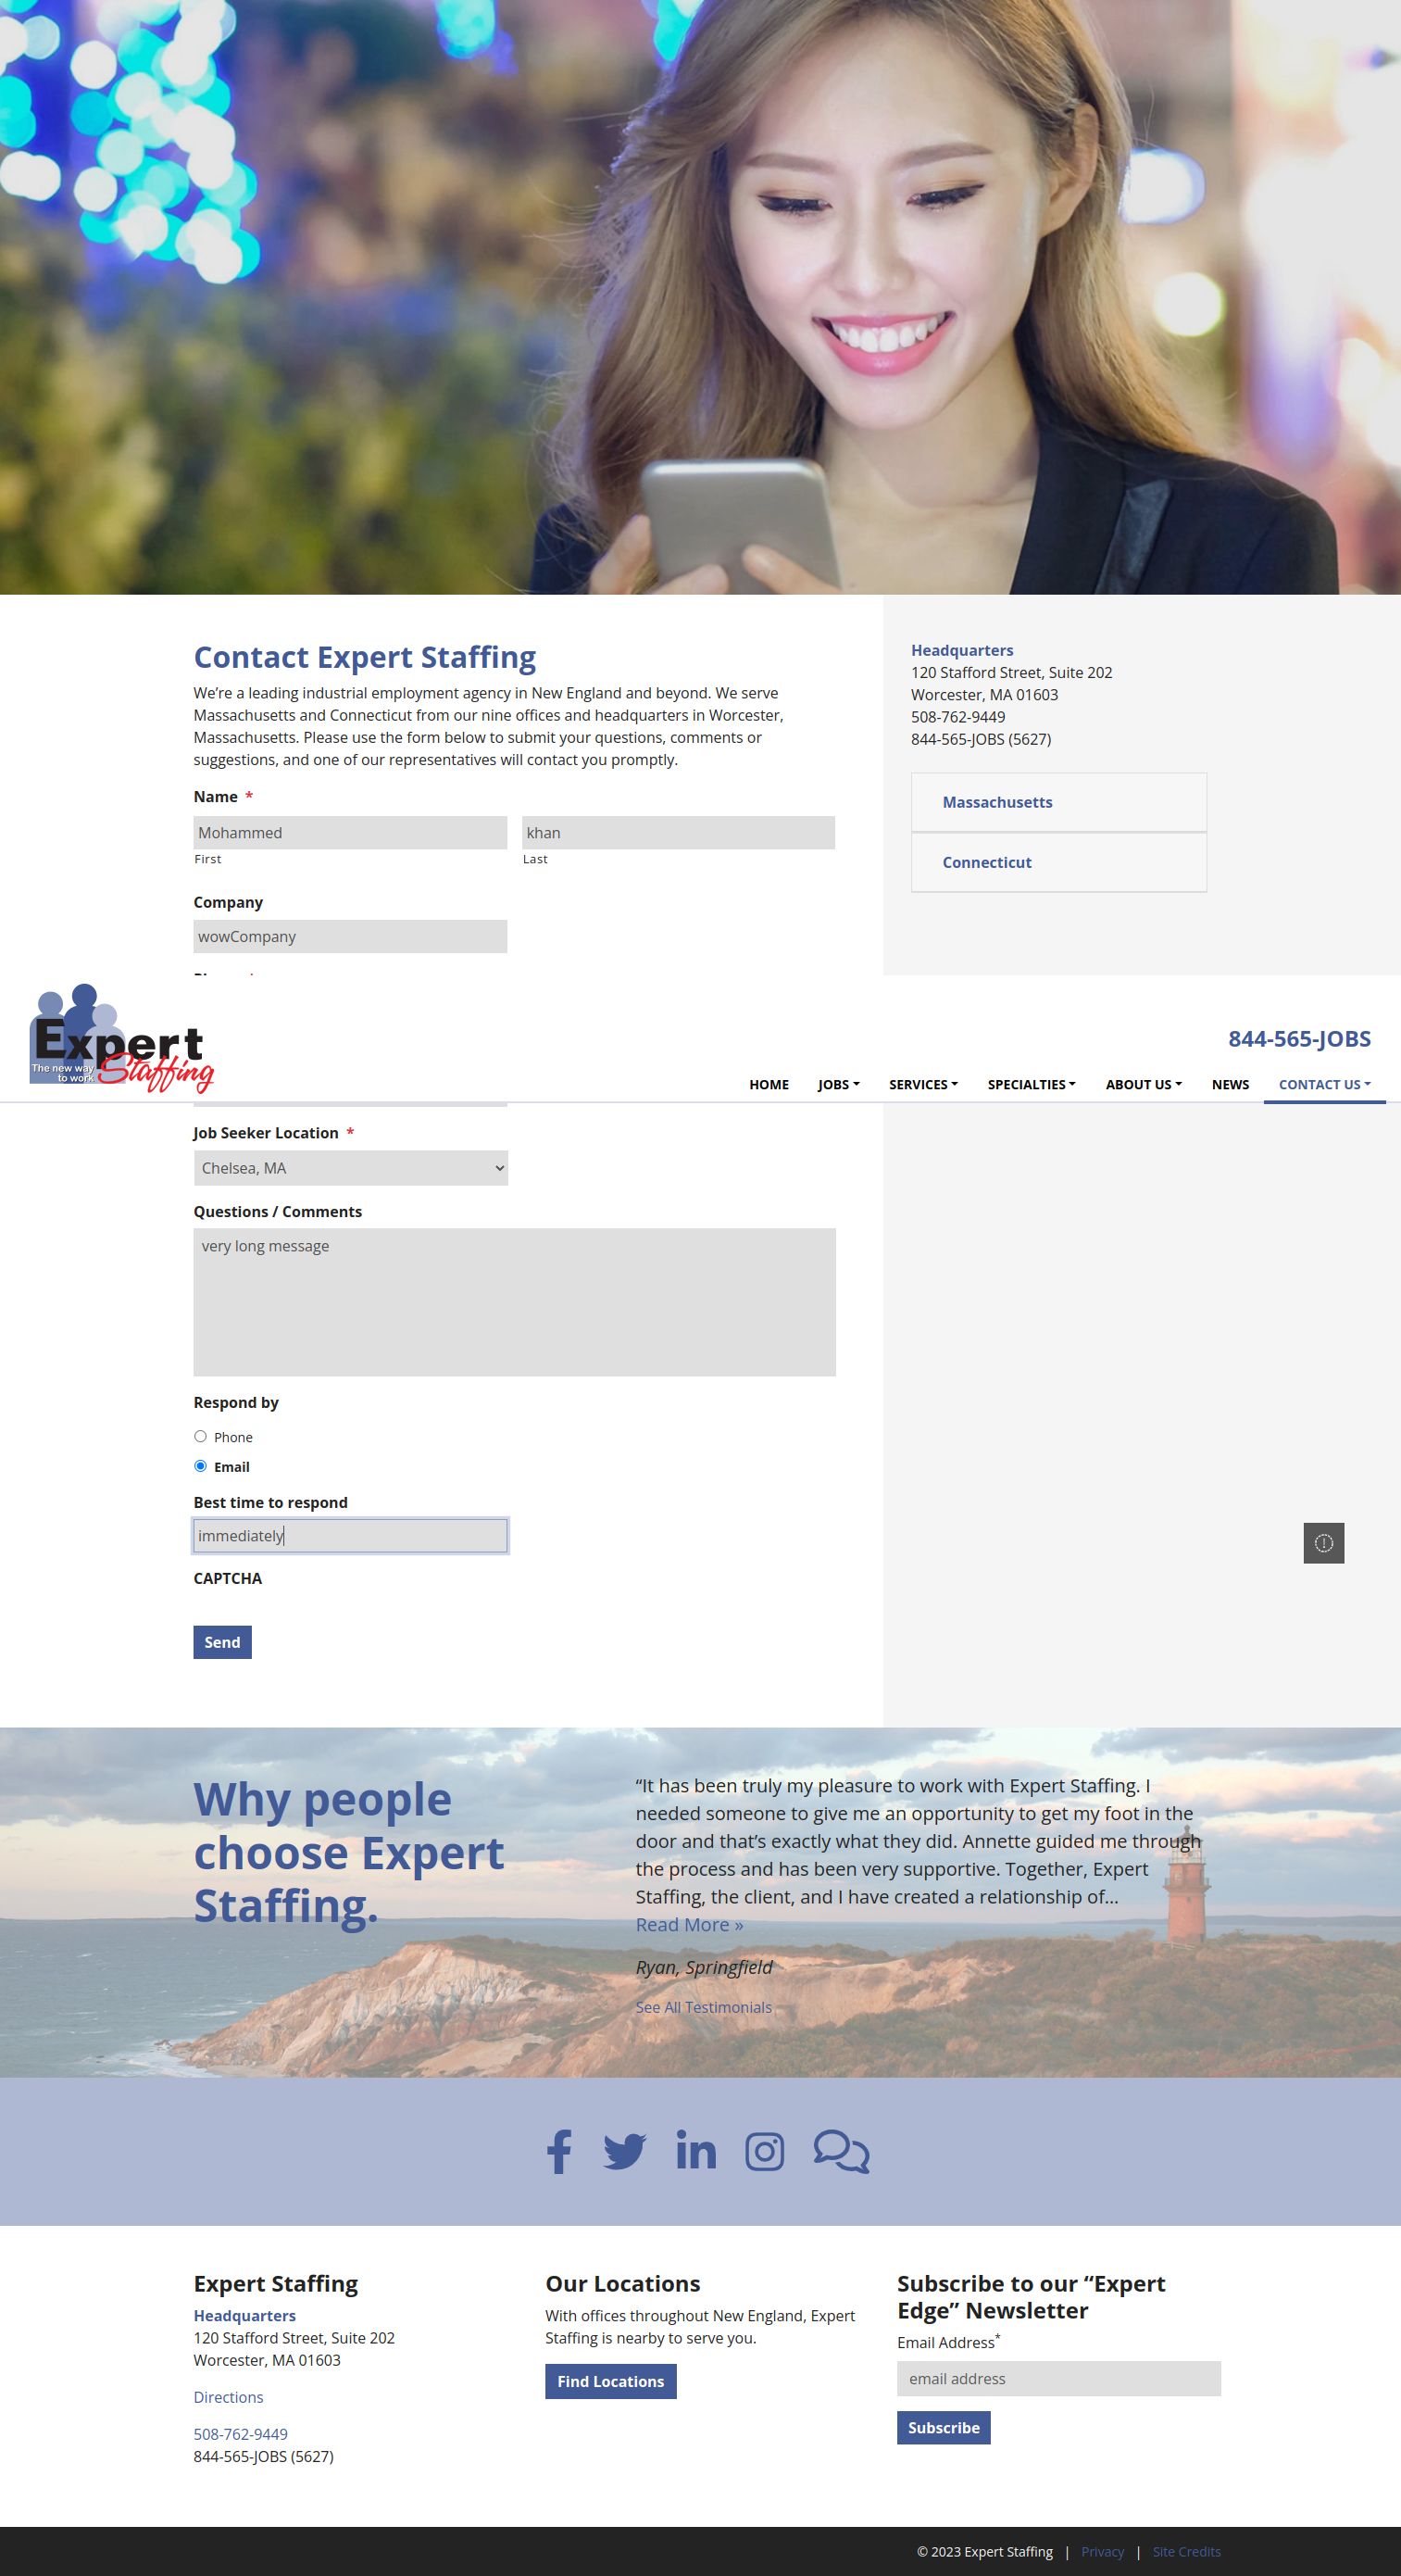 Contact Expert Staffing
We’re a leading industrial employment agency in New England and beyond. We serve
Massachusetts and Connecticut from our nine offices and headquarters in Worcester,
Massachusetts. Please use the form below to submit your questions, comments or
suggestions, and one of our representatives will contact you promptly.
Name *
Mohammed
khan
First
Last
Company
wowCompany
Headquarters
120 Stafford Street, Suite 202
Worcester, MA 01603
508-762-9449
844-565-JOBS (5627)
Massachusetts
Connecticut
Expert
Staffing
The new way
to work
844-565-JOBS
HOME JOBS SERVICES SPECIALTIES ABOUT US NEWS CONTACT US
Job Seeker Location *
Chelsea, MA
Questions / Comments
very long message
Respond by
Phone
Email
Best time to respond
immediately
CAPTCHA
Send
Why people
choose Expert
Staffing.
“It has been truly my pleasure to work with Expert Staffing. I
needed someone to give me an opportunity to get my foot in the
door and that’s exactly what they did. Annette guided me through
the process and has been very supportive. Together, Expert
Staffing, the client, and I have created a relationship of...
Read More »
Ryan, Springfield
See All Testimonials
Expert Staffing
Headquarters
120 Stafford Street, Suite 202
Worcester, MA 01603
Directions
508-762-9449
844-565-JOBS (5627)
Our Locations
With offices throughout New England, Expert
Staffing is nearby to serve you.
Find Locations
Subscribe to our “Expert
Edge” Newsletter
Email Address*
email address
Subscribe
© 2023 Expert Staffing | Privacy | Site Credits